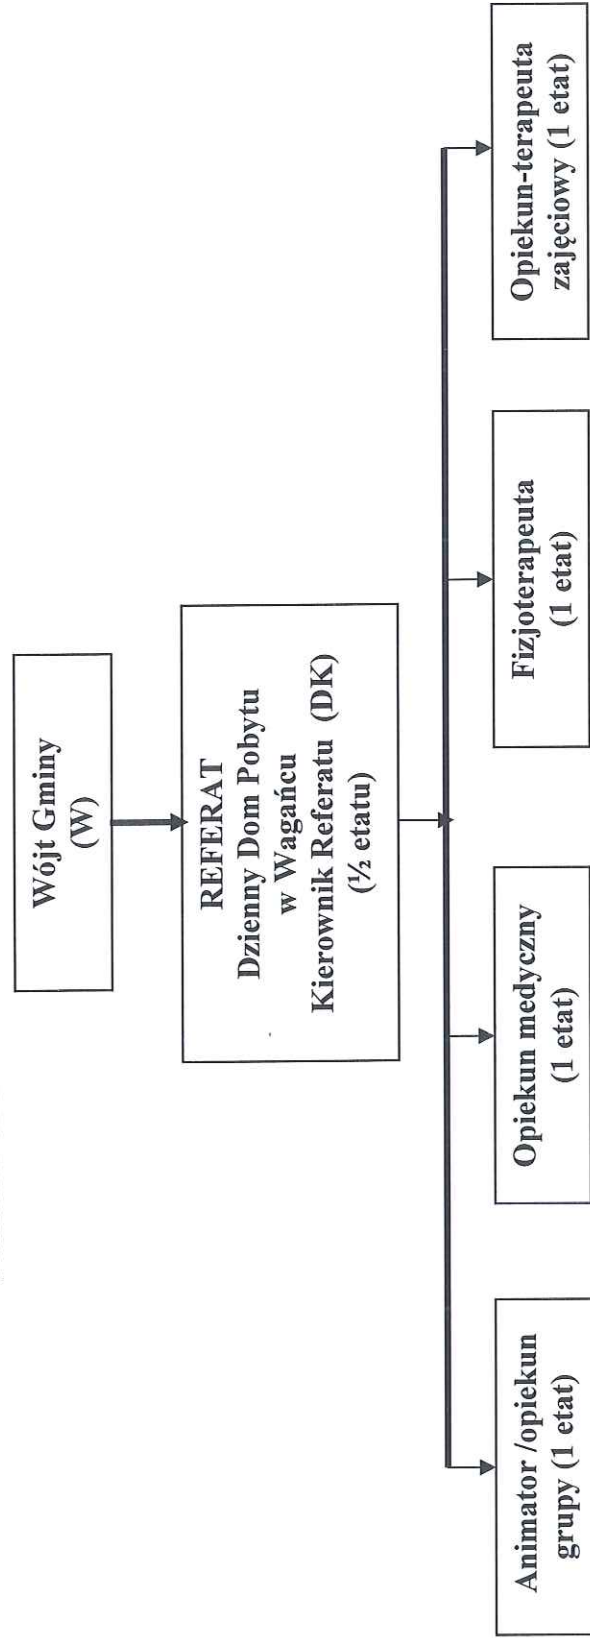 Wójt Gminy
(W)
REFERAT
Dzienny Dom Pobytu
w Wagańcu
Kierownik Referatu (DK)
(½ etatu)
Animator /opiekun
grupy (1 etat)
Opiekun medyczny
(1 etat)
Fizjoterapeuta
(1 etat)
Opiekun-terapeuta
zajęciowy (1 etat)